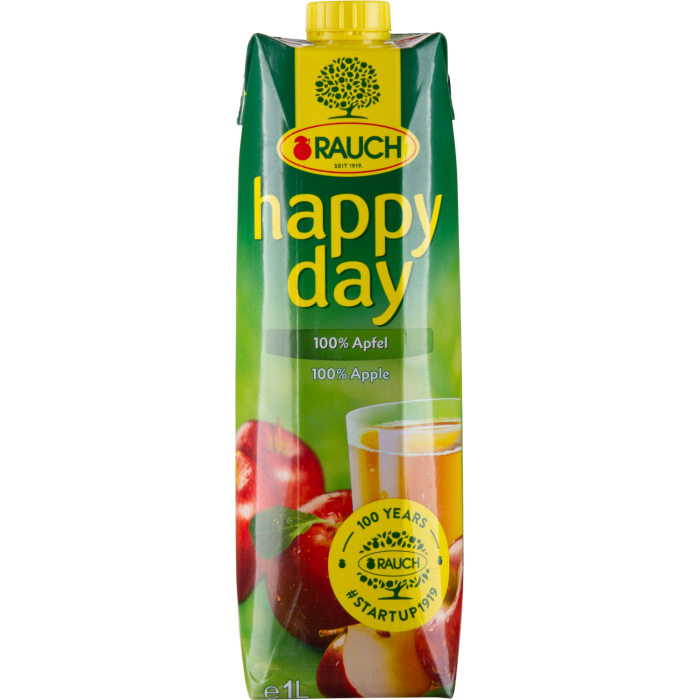 RAUCH
SEIT 1919.
happy
day
100% Apfel
100% Apple
100 YEARS
RAUCH
#STARTUP1919
℮1L